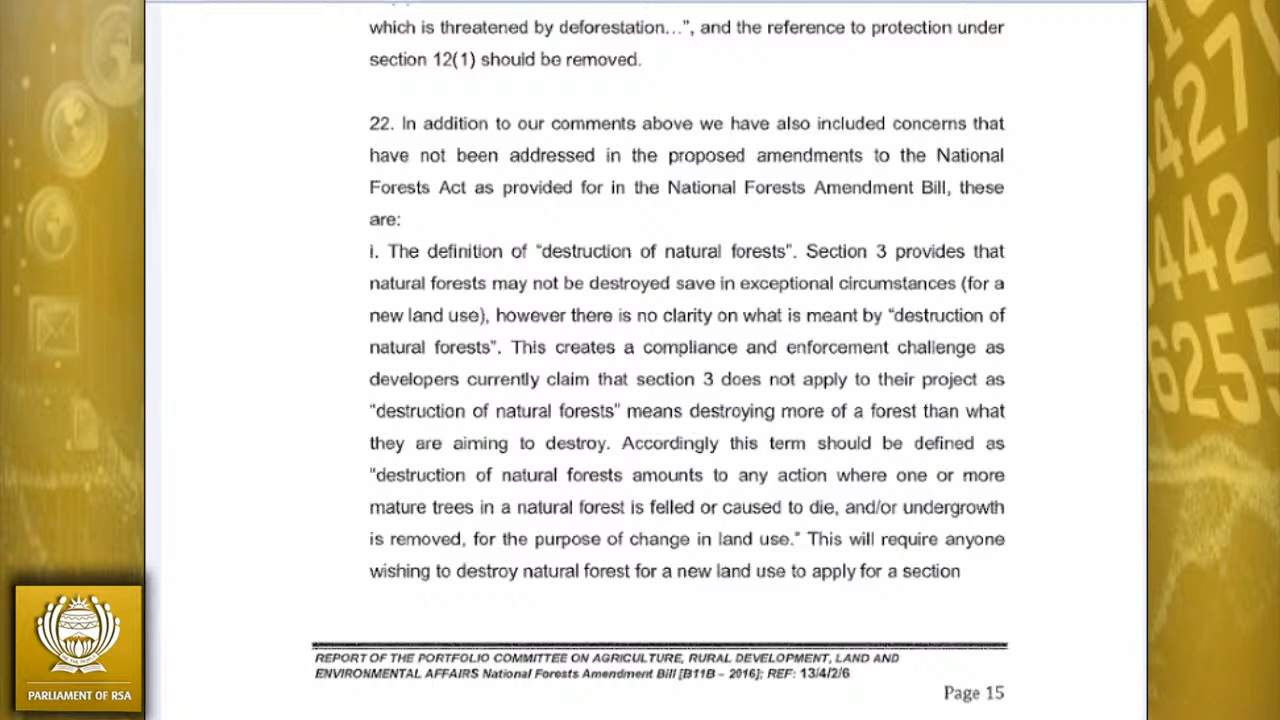 which is threatened by deforestation...", and the reference to protection under
section 12(1) should be removed.
22. In addition to our comments above we have also included concerns that
have not been addressed in the proposed amendments to the National
Forests Act as provided for in the National Forests Amendment Bill, these
are:
i. The definition of "destruction of natural forests". Section 3 provides that
natural forests may not be destroyed save in exceptional circumstances (for a
new land use), however there is no clarity on what is meant by "destruction of
natural forests". This creates a compliance and enforcement challenge as
developers currently claim that section 3 does not apply to their project as
"destruction of natural forests" means destroying more of a forest than what
they are aiming to destroy. Accordingly this term should be defined as
"destruction of natural forests amounts to any action where one or more
mature trees in a natural forest is felled or caused to die, and/or undergrowth
is removed, for the purpose of change in land use." This will require anyone
wishing to destroy natural forest for a new land use to apply for a section
REPORT OF THE PORTFOLIO COMMITTEE ON AGRICULTURE, RURAL DEVELOPMENT, LAND AND
ENVIRONMENTAL AFFAIRS National Forests Amendment Bill [B11B – 2016]; REF: 13/4/2/6
Page 15
PARLIAMENT OF RSA
427
442
6255